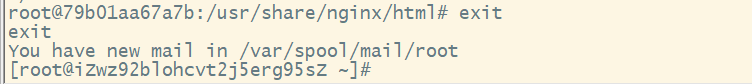 root@79b01aa67a7b:/usr/share/nginx/html# exit
exit
You have new mail in /var/spool/mail/root
[root@iZwz92blohcvt2j5erg95sZ ~]#